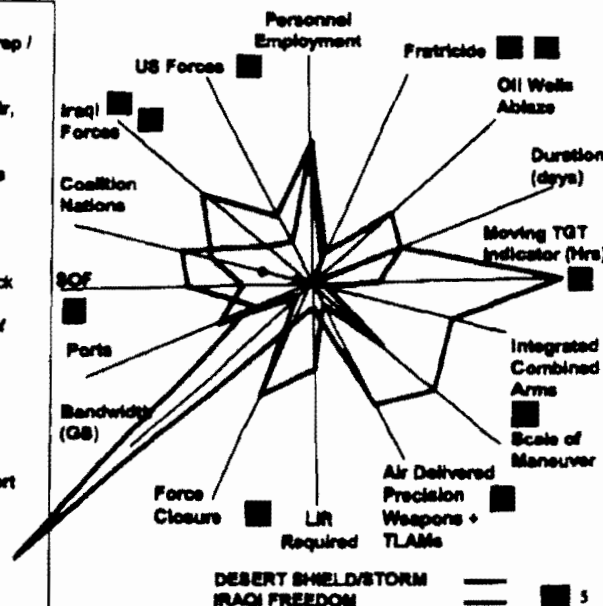 Personnel
Employment
US Forces
Fratricide
Oil Wells
Ablaze
Iraqi
Forces
Duration
(days)
Coalition
Nations
Moving TGT
Indicator (Hrs)
SOF
Integrated
Combined
Arms
Ports
Bandwidth
(GB)
Scale of
Maneuver
Air Delivered
Precision
Weapons +
TLAMs
Force
Closure
Lift
Required
DESERT SHIELD/STORM
IRAQI FREEDOM
5